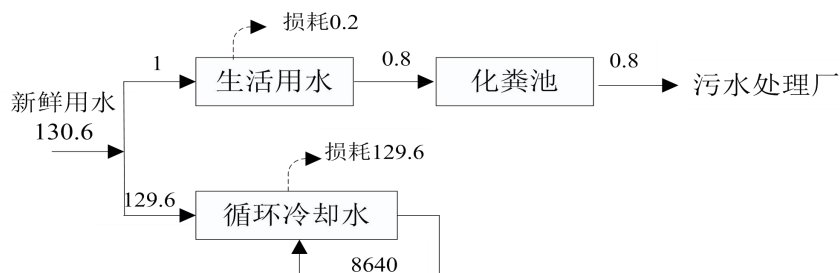 损耗0.2
1
生活用水
0.8
化粪池
0.8
污水处理厂
新鲜用水
130.6
损耗129.6
129.6
循环冷却水
8640